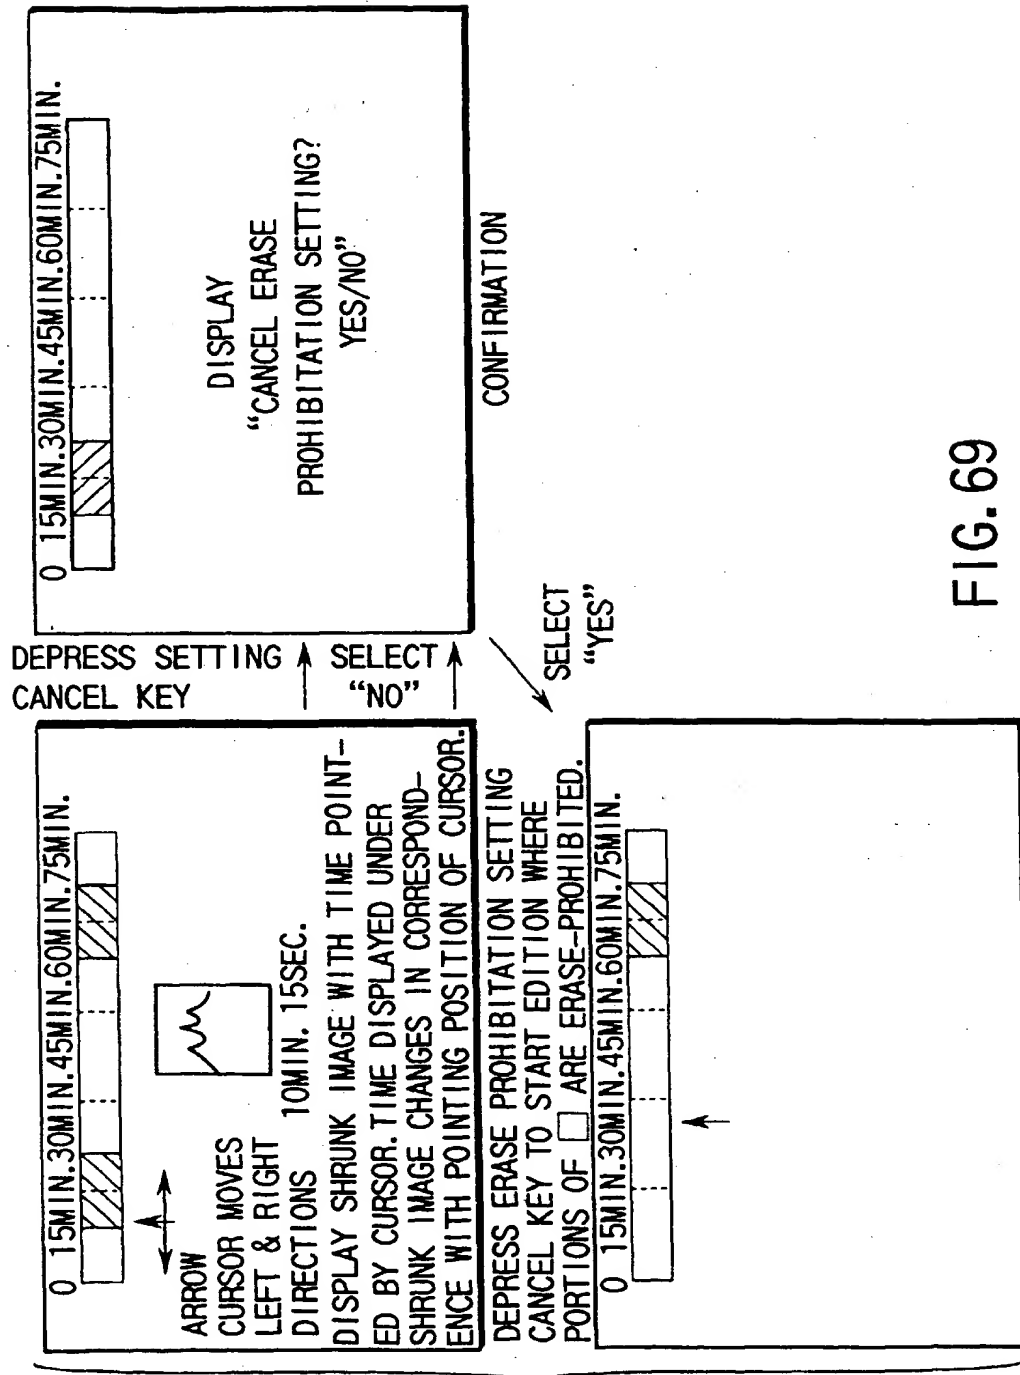 0 15MIN.30MIN.45MIN.60MIN.75MIN.
ARROW
CURSOR MOVES
LEFT & RIGHT
DIRECTIONS
10MIN. 15SEC.
DISPLAY SHRUNK IMAGE WITH TIME POINT-
ED BY CURSOR.TIME DISPLAYED UNDER
SHRUNK IMAGE CHANGES IN CORRESPOND-
ENCE WITH POINTING POSITION OF CURSOR.
DEPRESS SETTING
CANCEL KEY
SELECT
“NO”
0 15MIN.30MIN.45MIN.60MIN.75MIN.
DISPLAY
“CANCEL ERASE
PROHIBITATION SETTING?
YES/NO”
CONFIRMATION
SELECT
“YES”
DEPRESS ERASE PROHIBITATION SETTING
CANCEL KEY TO START EDITION WHERE
PORTIONS OF □ ARE ERASE-PROHIBITED.
0 15MIN.30MIN.45MIN.60MIN.75MIN.
FIG.69